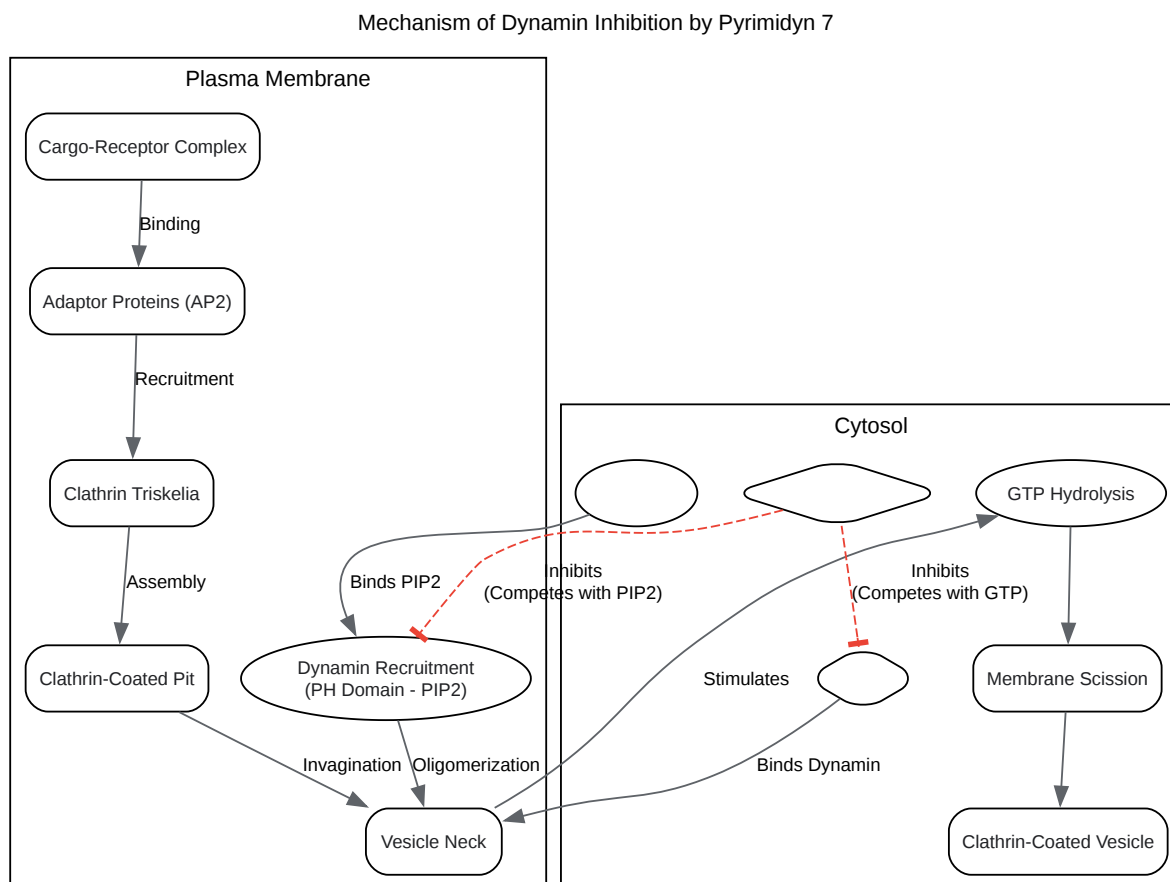 Mechanism of Dynamin Inhibition by Pyrimidyn 7
Plasma Membrane
Cargo-Receptor Complex
Binding
Adaptor Proteins (AP2)
Recruitment
Clathrin Triskelia
Assembly
Clathrin-Coated Pit
Binds PIP2
Dynamin Recruitment
(PH Domain - PIP2)
Invagination
Oligomerization
Vesicle Neck
Cytosol
GTP Hydrolysis
Inhibits
(Competes with PIP2)
Inhibits
(Competes with GTP)
Stimulates
Membrane Scission
Binds Dynamin
Clathrin-Coated Vesicle